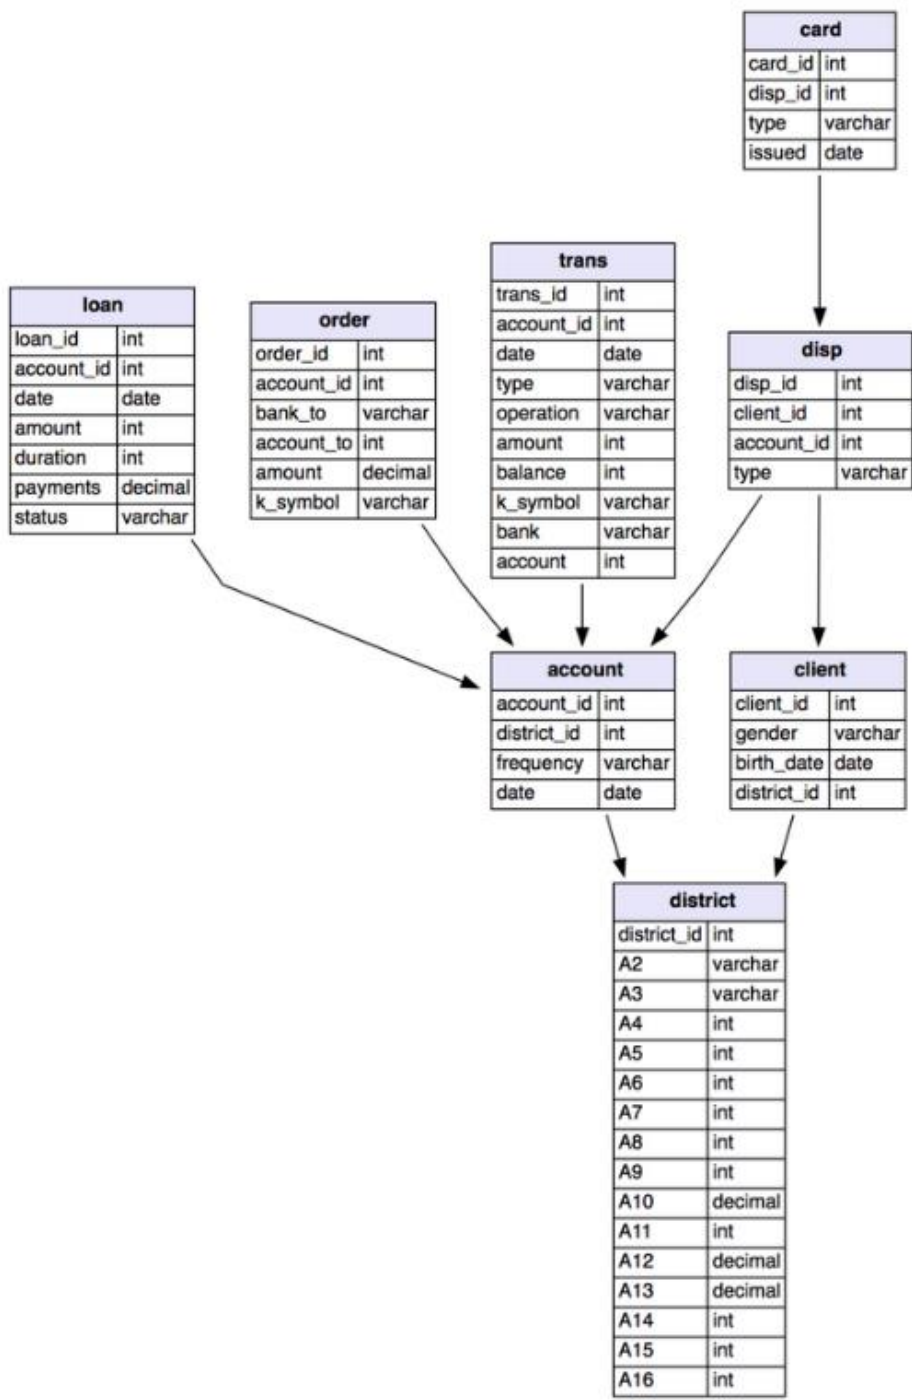 card
card_id int
disp_id int
type varchar
issued date
trans
trans_id int
account_id int
date date
type varchar
operation varchar
amount int
balance int
k_symbol varchar
bank varchar
account int
loan
loan_id int
account_id int
date date
amount int
duration int
payments decimal
status varchar
order
order_id int
account_id int
bank_to varchar
account_to int
amount decimal
k_symbol varchar
disp
disp_id int
client_id int
account_id int
type varchar
account
account_id int
district_id int
frequency varchar
date date
client
client_id int
gender varchar
birth_date date
district_id int
district
district_id int
A2 varchar
A3 varchar
A4 int
A5 int
A6 int
A7 int
A8 int
A9 int
A10 decimal
A11 int
A12 decimal
A13 decimal
A14 int
A15 int
A16 int